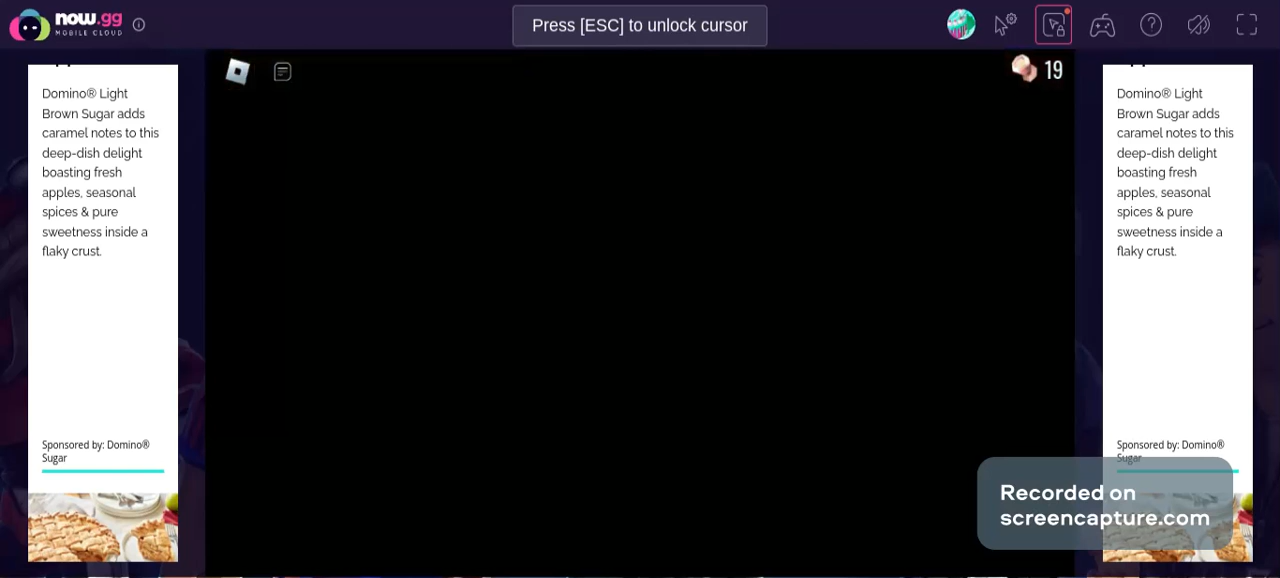 now.gg
MOBILE CLOUD
Press [ESC] to unlock cursor
19
Domino® Light
Brown Sugar adds
caramel notes to this
deep-dish delight
boasting fresh
apples, seasonal
spices & pure
sweetness inside a
flaky crust.
Sponsored by: Domino®
Sugar
Domino® Light
Brown Sugar adds
caramel notes to this
deep-dish delight
boasting fresh
apples, seasonal
spices & pure
sweetness inside a
flaky crust.
Sponsored by: Domino®
Sugar
Recorded on
screencapture.com